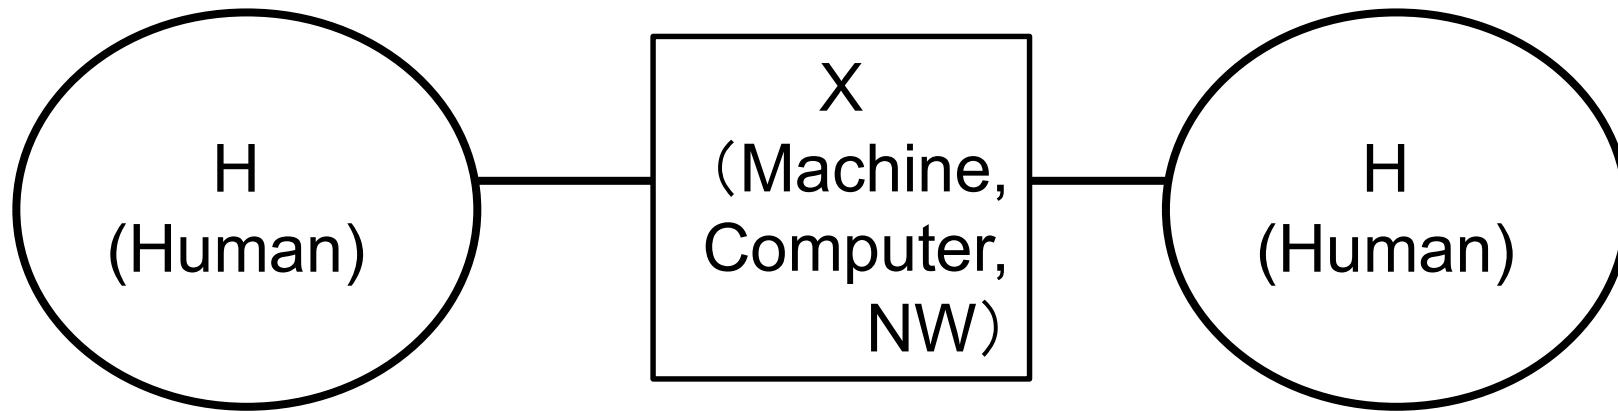 H
(Human)
X
（Machine,
Computer,
NW）
H
(Human)